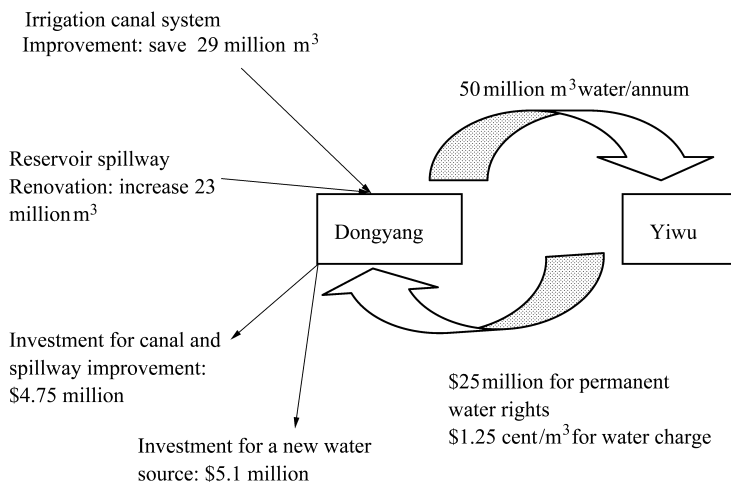 Irrigation canal system
Improvement: save 29 million m³
50 million m³ water/annum
Reservoir spillway
Renovation: increase 23
million m³
Dongyang
Yiwu
Investment for canal and
spillway improvement:
$4.75 million
$25 million for permanent
water rights
$1.25 cent/m³ for water charge
Investment for a new water
source: $5.1 million